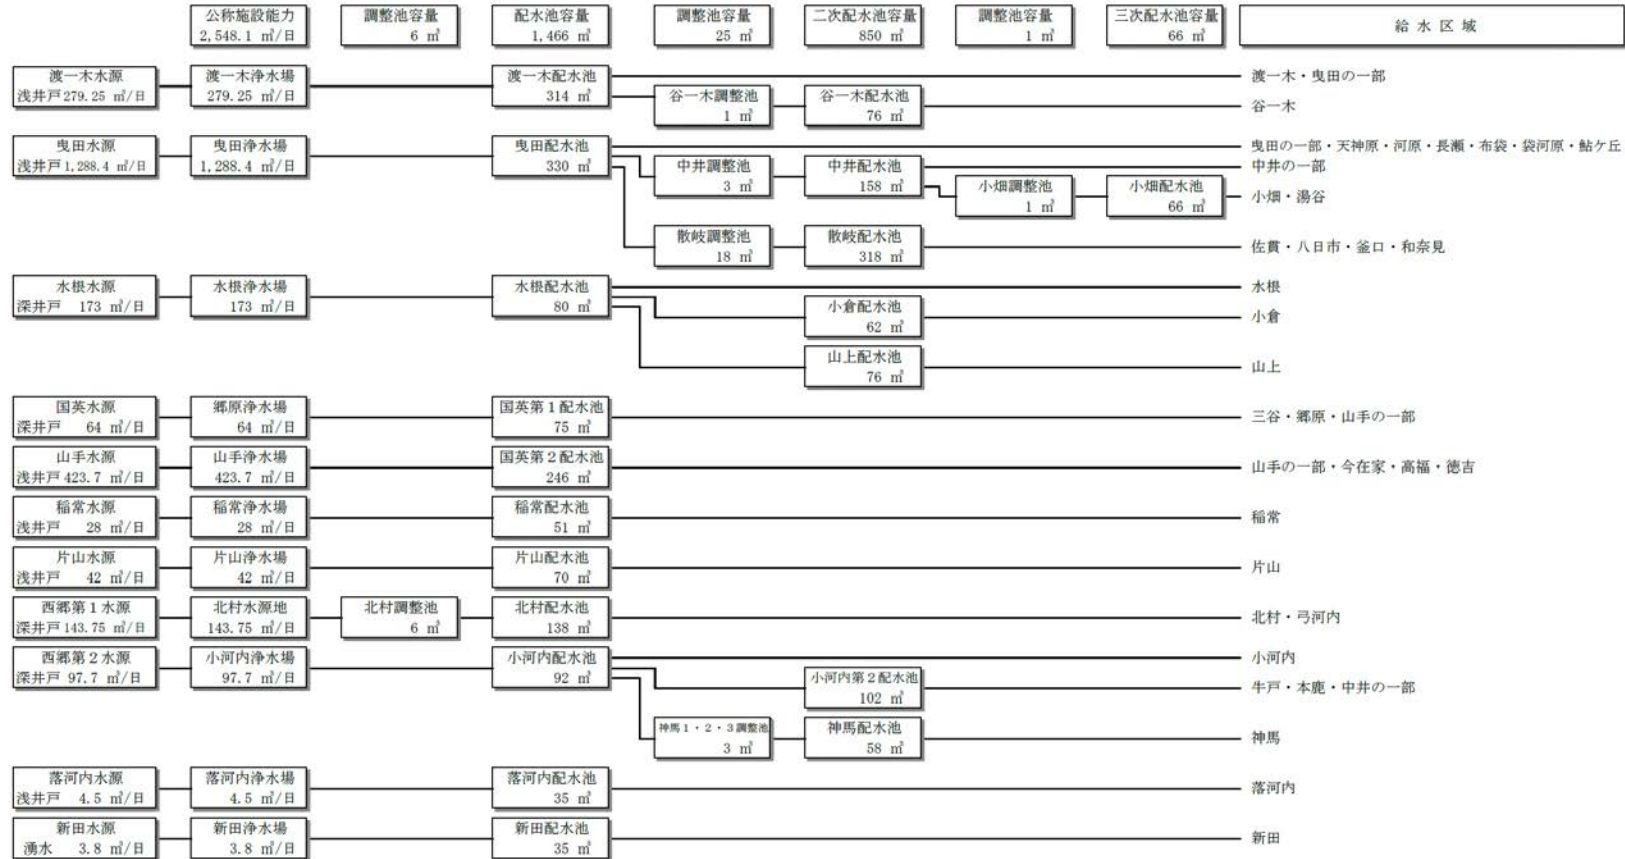 公称施設能力 調整池容量 配水池容量 調整池容量 二次配水池容量 調整池容量 三次配水池容量 給水区域
2,548.1 ㎥/日 6 ㎥ 1,466 ㎥ 25 ㎥ 850 ㎥ 1 ㎥ 66 ㎥
渡一木水源 渡一木浄水場 渡一木配水池 渡一木・曳田の一部
浅井戸 279.25 ㎥/日 279.25 ㎥/日 314 ㎥
谷一木調整池 谷一木配水池 谷一木
1 ㎥ 76 ㎥
曳田水源 曳田浄水場 曳田配水池 曳田の一部・天神原・河原・長瀬・布袋・袋河原・鮎ケ丘
浅井戸 1,288.4 ㎥/日 1,288.4 ㎥/日 330 ㎥
中井調整池 中井配水池 中井の一部
3 ㎥ 158 ㎥
小畑調整池 小畑配水池 小畑・湯谷
1 ㎥ 66 ㎥
散岐調整池 散岐配水池 佐貫・八日市・釜口・和奈見
18 ㎥ 318 ㎥
水根水源 水根浄水場 水根配水池 水根
深井戸 173 ㎥/日 173 ㎥/日 80 ㎥
小倉配水池 小倉
62 ㎥
山上配水池 山上
76 ㎥
国英水源 郷原浄水場 国英第1配水池 三谷・郷原・山手の一部
深井戸 64 ㎥/日 64 ㎥/日 75 ㎥
山手水源 山手浄水場 国英第2配水池 山手の一部・今在家・高福・徳吉
浅井戸 423.7 ㎥/日 423.7 ㎥/日 246 ㎥
稲常水源 稲常浄水場 稲常配水池 稲常
浅井戸 28 ㎥/日 28 ㎥/日 51 ㎥
片山水源 片山浄水場 片山配水池 片山
浅井戸 42 ㎥/日 42 ㎥/日 70 ㎥
西郷第1水源 北村水源地 北村調整池 北村配水池 北村・弓河内
深井戸 143.75 ㎥/日 143.75 ㎥/日 6 ㎥ 138 ㎥
西郷第2水源 小河内浄水場 小河内配水池 小河内
深井戸 97.7 ㎥/日 97.7 ㎥/日 92 ㎥
小河内第2配水池 牛戸・本鹿・中井の一部
102 ㎥
神馬1・2・3調整池 神馬配水池 神馬
3 ㎥ 58 ㎥
落河内水源 落河内浄水場 落河内配水池 落河内
浅井戸 4.5 ㎥/日 4.5 ㎥/日 35 ㎥
新田水源 新田浄水場 新田配水池 新田
湧水 3.8 ㎥/日 3.8 ㎥/日 35 ㎥